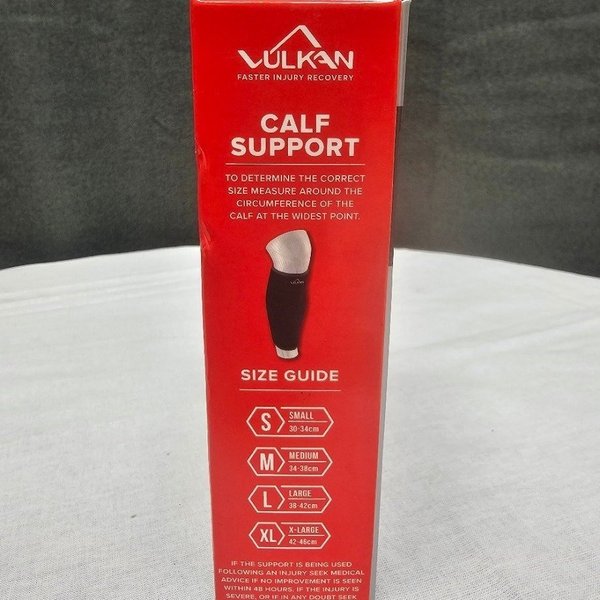 VULKAN
FASTER INJURY RECOVERY
CALF
SUPPORT
TO DETERMINE THE CORRECT
SIZE MEASURE AROUND THE
CIRCUMFERENCE OF THE
CALF AT THE WIDEST POINT.
VULKAN
SIZE GUIDE
S SMALL
30-34cm
M MEDIUM
34-38cm
L LARGE
38-42cm
XL X-LARGE
42-46cm
IF THE SUPPORT IS BEING USED
FOLLOWING AN INJURY SEEK MEDICAL
ADVICE IF NO IMPROVEMENT IS SEEN
WITHIN 48 HOURS. IF THE INJURY IS
SEVERE, OR IF IN ANY DOUBT SEEK